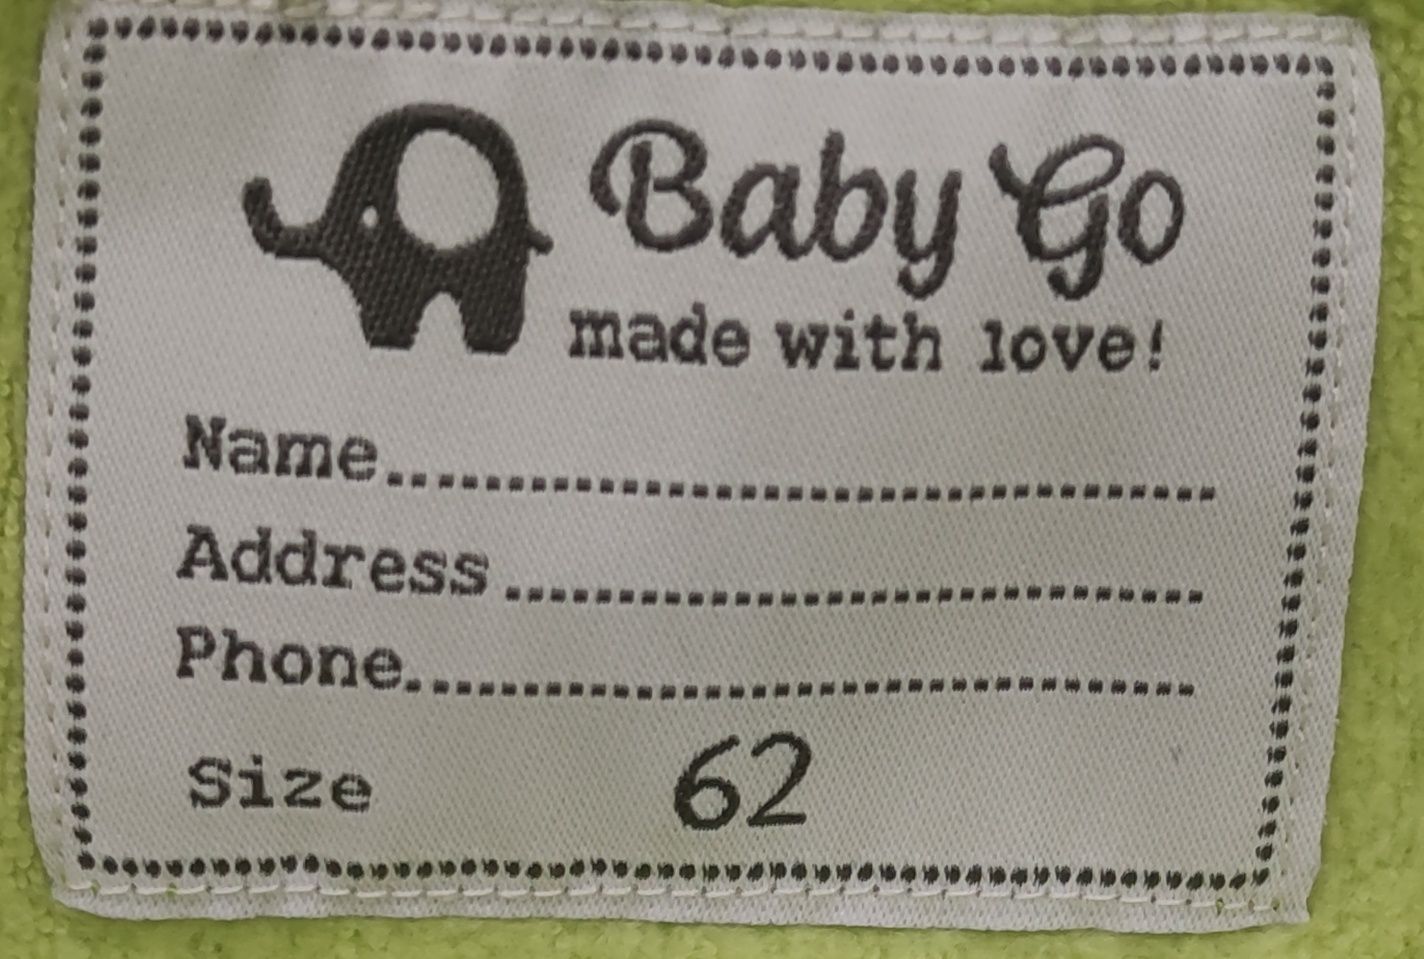 Baby Go
made with love!
Name....................................
Address...............................
Phone...................................
Size 62